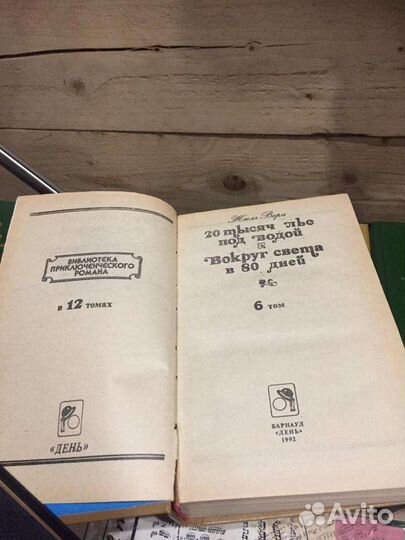 БИБЛИОТЕКА
ПРИКЛЮЧЕНЧЕСКОГО
РОМАНА
в 12 томах
«ДЕНЬ»
Жюль Верн
20 тысяч лье
под водой
Вокруг света
в 80 дней
6 том
БАРНАУЛ
«ДЕНЬ»
1992
Avito